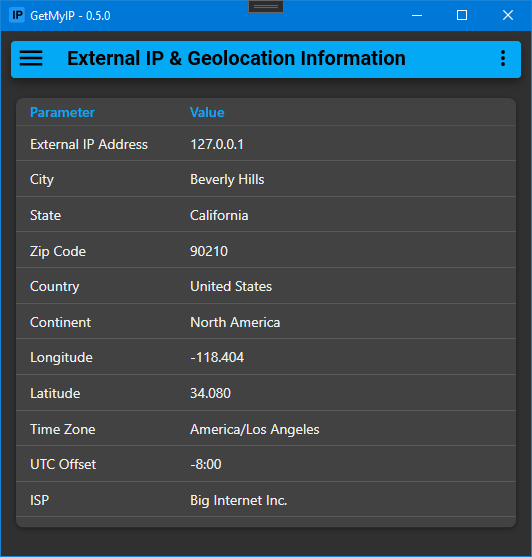 IP GetMyIP - 0.5.0
External IP & Geolocation Information
Parameter Value
External IP Address 127.0.0.1
City Beverly Hills
State California
Zip Code 90210
Country United States
Continent North America
Longitude -118.404
Latitude 34.080
Time Zone America/Los Angeles
UTC Offset -8:00
ISP Big Internet Inc.